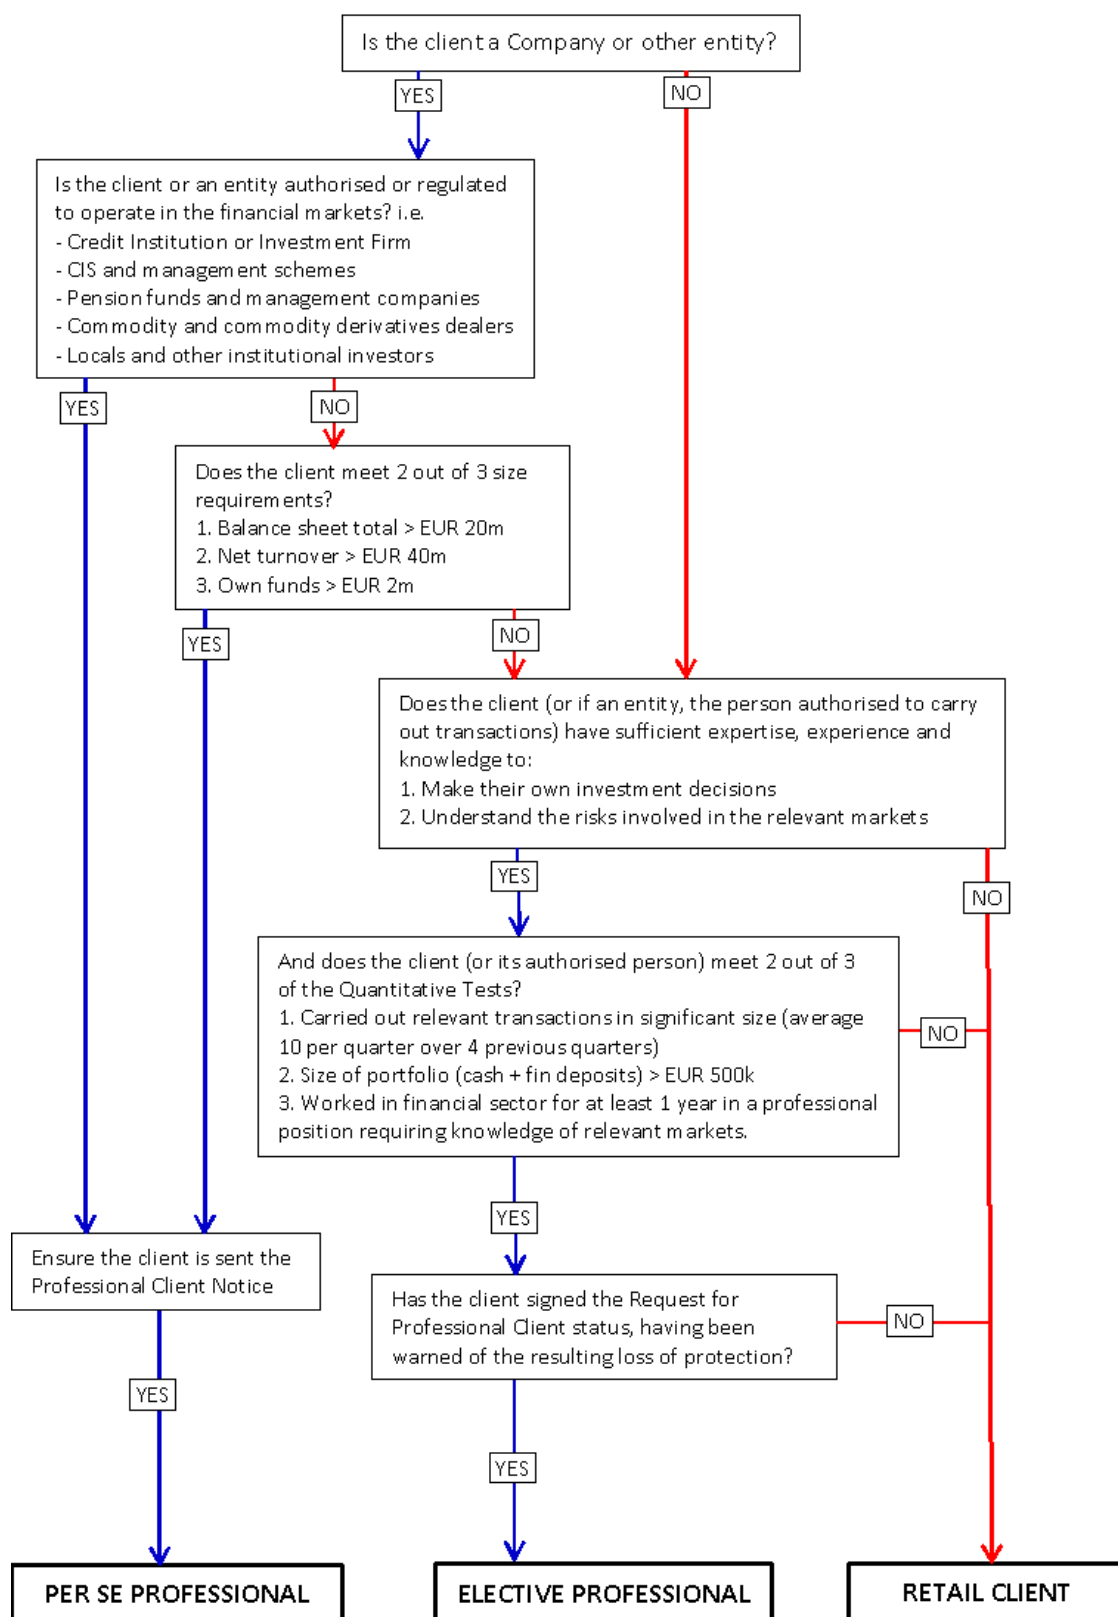 Is the client a Company or other entity?
YES
NO
Is the client or an entity authorised or regulated
to operate in the financial markets? i.e.
- Credit Institution or Investment Firm
- CIS and management schemes
- Pension funds and management companies
- Commodity and commodity derivatives dealers
- Locals and other institutional investors
YES
NO
Does the client meet 2 out of 3 size
requirements?
1. Balance sheet total > EUR 20m
2. Net turnover > EUR 40m
3. Own funds > EUR 2m
YES
NO
Does the client (or if an entity, the person authorised to carry
out transactions) have sufficient expertise, experience and
knowledge to:
1. Make their own investment decisions
2. Understand the risks involved in the relevant markets
YES
NO
And does the client (or its authorised person) meet 2 out of 3
of the Quantitative Tests?
1. Carried out relevant transactions in significant size (average
10 per quarter over 4 previous quarters)
2. Size of portfolio (cash + fin deposits) > EUR 500k
3. Worked in financial sector for at least 1 year in a professional
position requiring knowledge of relevant markets.
NO
YES
Ensure the client is sent the
Professional Client Notice
Has the client signed the Request for
Professional Client status, having been
warned of the resulting loss of protection?
NO
YES
YES
PER SE PROFESSIONAL
ELECTIVE PROFESSIONAL
RETAIL CLIENT